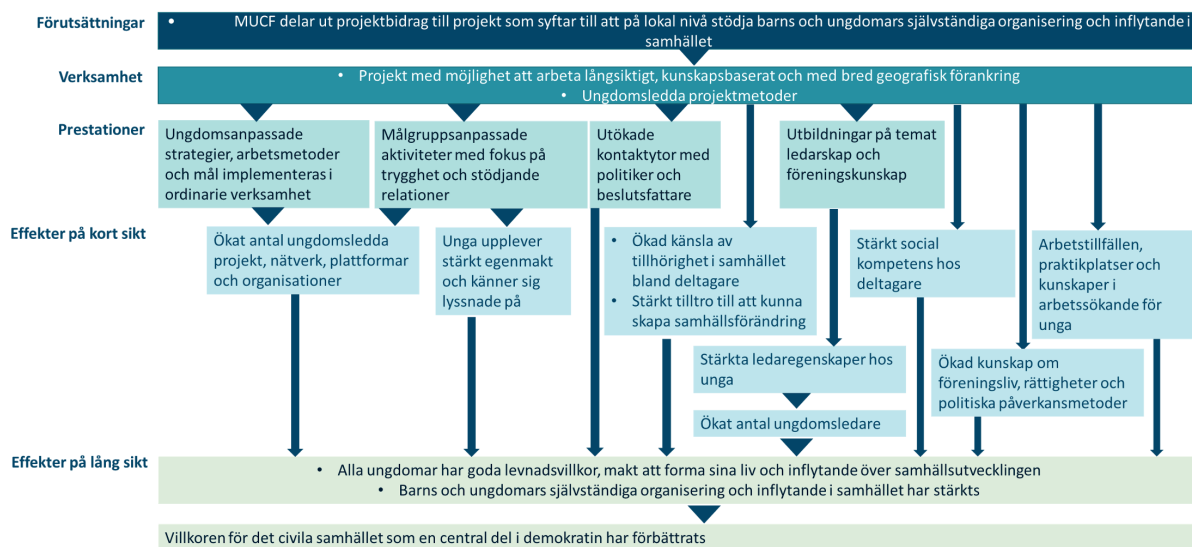 Förutsättningar
• MUCF delar ut projektbidrag till projekt som syftar till att på lokal nivå stödja barns och ungdomars självständiga organisering och inflytande i
samhället
Verksamhet
• Projekt med möjlighet att arbeta långsiktigt, kunskapsbaserat och med bred geografisk förankring
• Ungdomsledda projektmetoder
Prestationer
Ungdomsanpassade
strategier, arbetsmetoder
och mål implementeras i
ordinarie verksamhet
Målgruppsanpassade
aktiviteter med fokus på
trygghet och stödjande
relationer
Utökade
kontaktytor med
politiker och
beslutsfattare
Utbildningar på temat
ledarskap och
föreningskunskap
Effekter på kort sikt
Ökat antal ungdomsledda
projekt, nätverk, plattformar
och organisationer
Unga upplever
stärkt egenmakt
och känner sig
lyssnade på
• Ökad känsla av
tillhörighet i samhället
bland deltagare
• Stärkt tilltro till att kunna
skapa samhällsförändring
Stärkt social
kompetens hos
deltagare
Arbetstillfällen,
praktikplatser och
kunskaper i
arbetssökande för
unga
Stärkta ledaregenskaper hos
unga
Ökad kunskap om
föreningsliv, rättigheter och
politiska påverkansmetoder
Ökat antal ungdomsledare
Effekter på lång sikt
• Alla ungdomar har goda levnadsvillkor, makt att forma sina liv och inflytande över samhällsutvecklingen
• Barns och ungdomars självständiga organisering och inflytande i samhället har stärkts
Villkoren för det civila samhället som en central del i demokratin har förbättrats